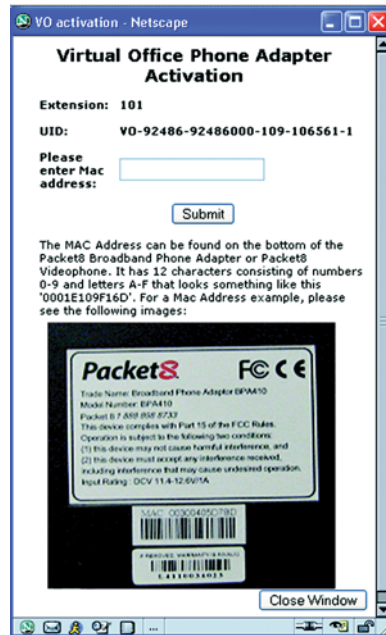 VO activation - Netscape
Virtual Office Phone Adapter
Activation
Extension: 101
UID: VO-92486-92486000-109-106561-1
Please
enter Mac
address:
Submit
The MAC Address can be found on the bottom of the
Packet8 Broadband Phone Adapter or Packet8
Videophone. It has 12 characters consisting of numbers
0-9 and letters A-F that looks something like this
'0001E109F16D'. For a Mac Address example, please
see the following images:
Packet8 FC CE
Trade Name: Broadband Phone Adaptor BPA410
Model Number: BPA410
Packet 8 1 888 898 8733
This device complies with Part 15 of the FCC Rules.
Operation is subject to the following two conditions:
(1) this device may not cause harmful interference, and
(2) this device must accept any interference received,
including interference that may cause undesired operation.
Input Rating : DCV 11.4-12.6V/1A
MAC 00300405D7BD
IF REMOVED, WARRANTY IS INVALID
Close Window
...